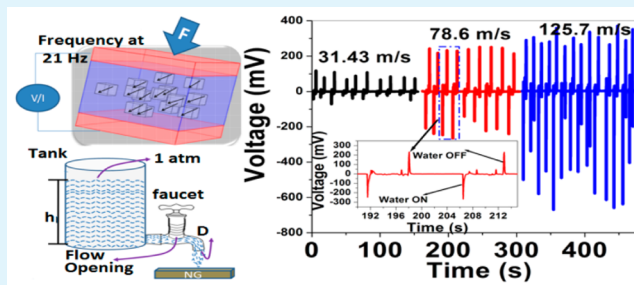 Frequency at
21 Hz
F
V/I
Tank
1 atm
faucet
h
D
Flow
Opening
NG
Voltage (mV)
400
200
0
-200
-400
-600
-800
31.43 m/s
78.6 m/s
125.7 m/s
Voltage (mV)
300
200
100
0
-100
-200
-300
Water OFF
Water ON
192
198
204
208
212
Time (s)
0
100
200
300
400
Time (s)